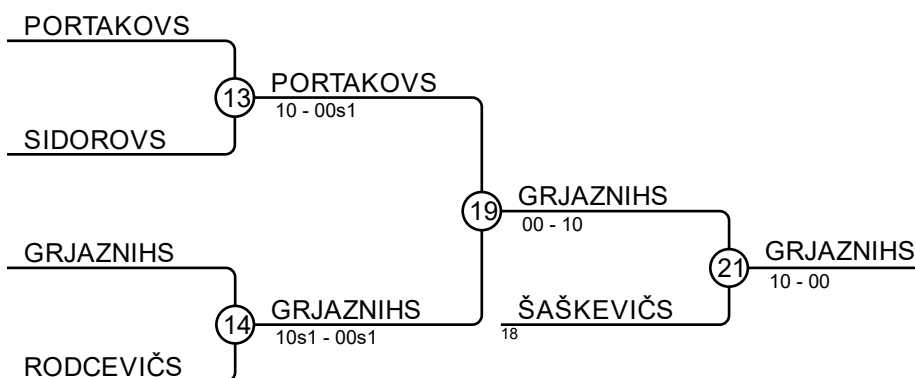 PORTAKOVS
13
PORTAKOVS
10 - 00s1
SIDOROVS
19
GRJAZNIHS
00 - 10
GRJAZNIHS
21
GRJAZNIHS
10 - 00
14
GRJAZNIHS
10s1 - 00s1
ŠAŠKEVIČS
18
RODCEVIČS